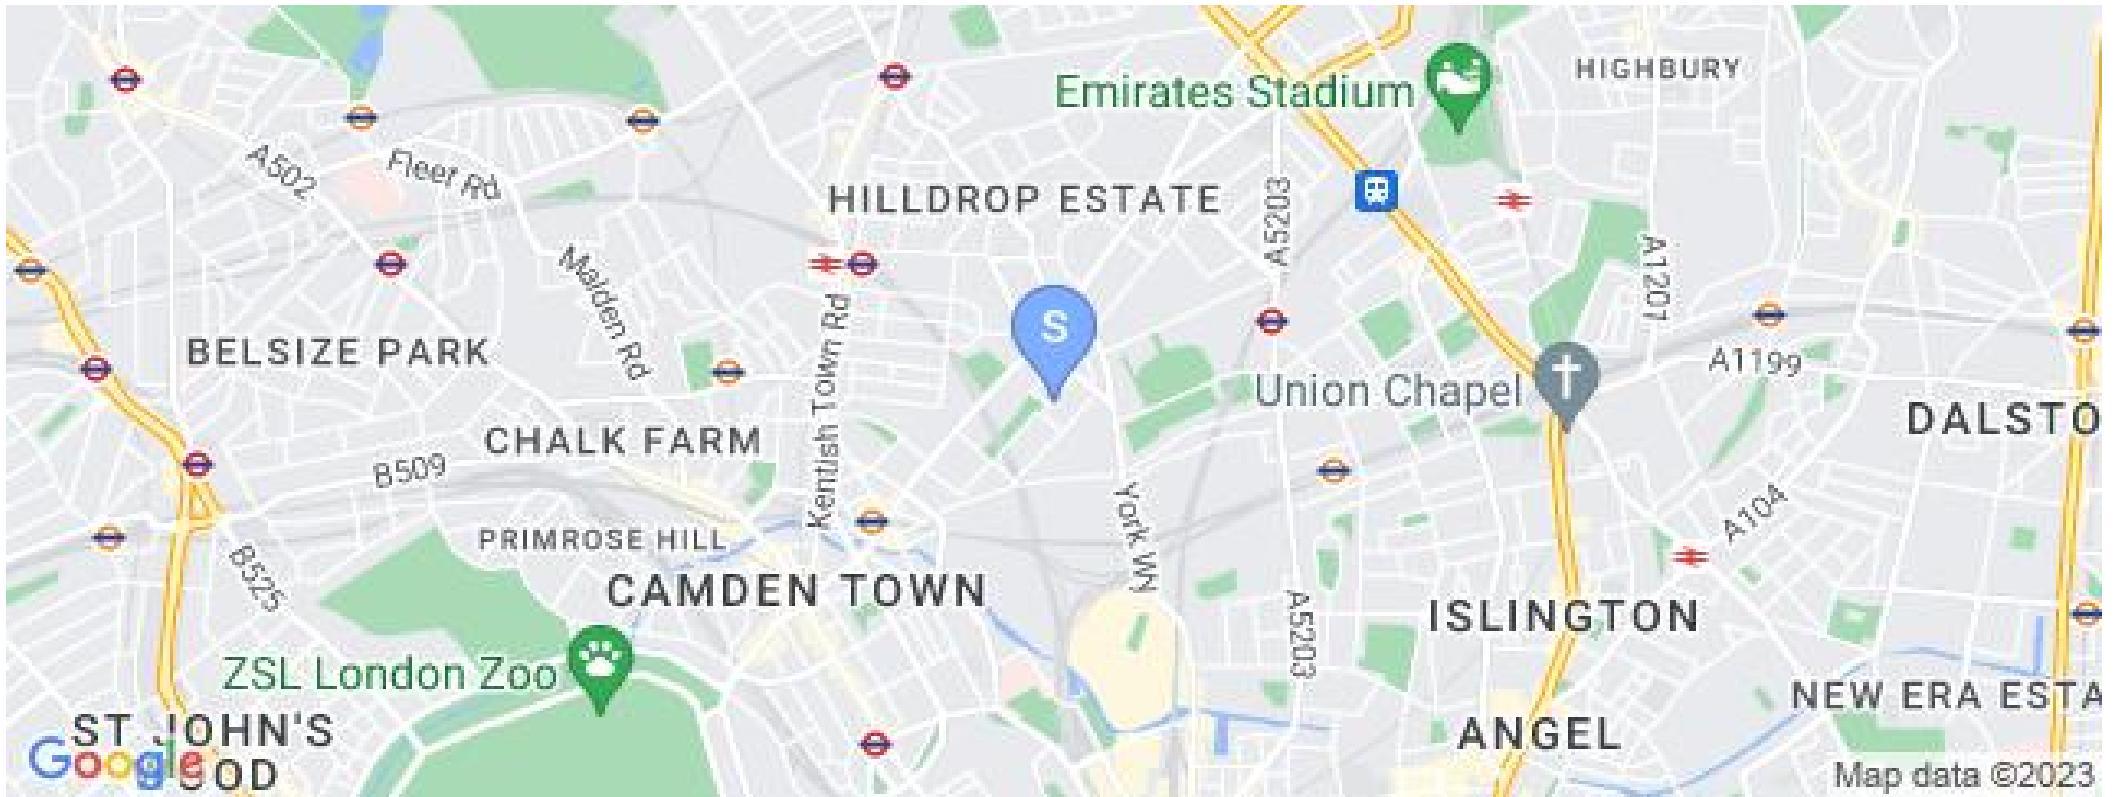 HIGHBURY
Emirates Stadium
A502
Fleet Rd
HILLDROP ESTATE
A5203
Malden Rd
A1201
S
BELSIZE PARK
Kentish Town Rd
Union Chapel
A1199
DALSTO
CHALK FARM
B509
York Wy
A104
PRIMROSE HILL
B525
CAMDEN TOWN
A5203
ISLINGTON
ZSL London Zoo
NEW ERA ESTA
ST JOHN'S
OOD
ANGEL
Google
Map data ©2023